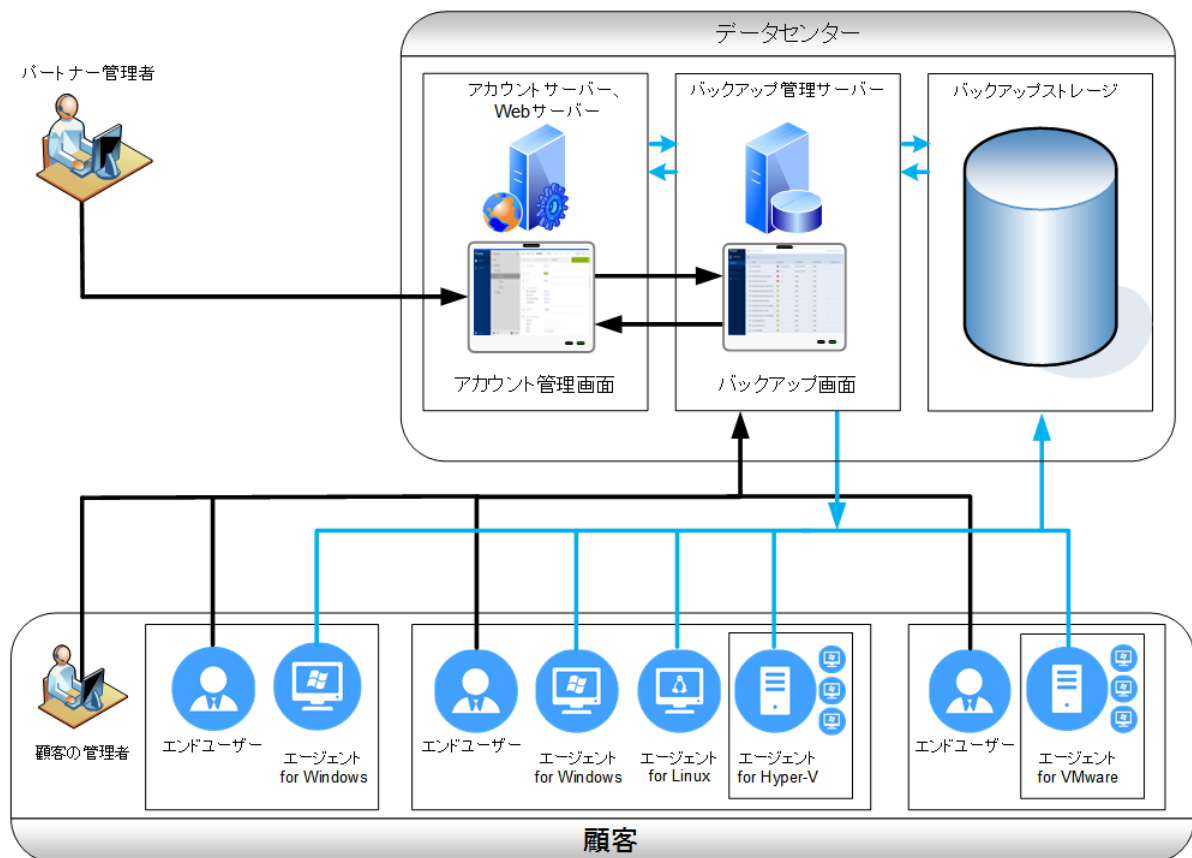 データセンター
パートナー管理者
アカウントサーバー、
Webサーバー
バックアップ管理サーバー
バックアップストレージ
アカウント管理画面
バックアップ画面
顧客の管理者
エンドユーザー
エージェント
for Windows
エンドユーザー
エージェント
for Windows
エージェント
for Linux
エージェント
for Hyper-V
エンドユーザー
エージェント
for VMware
顧客